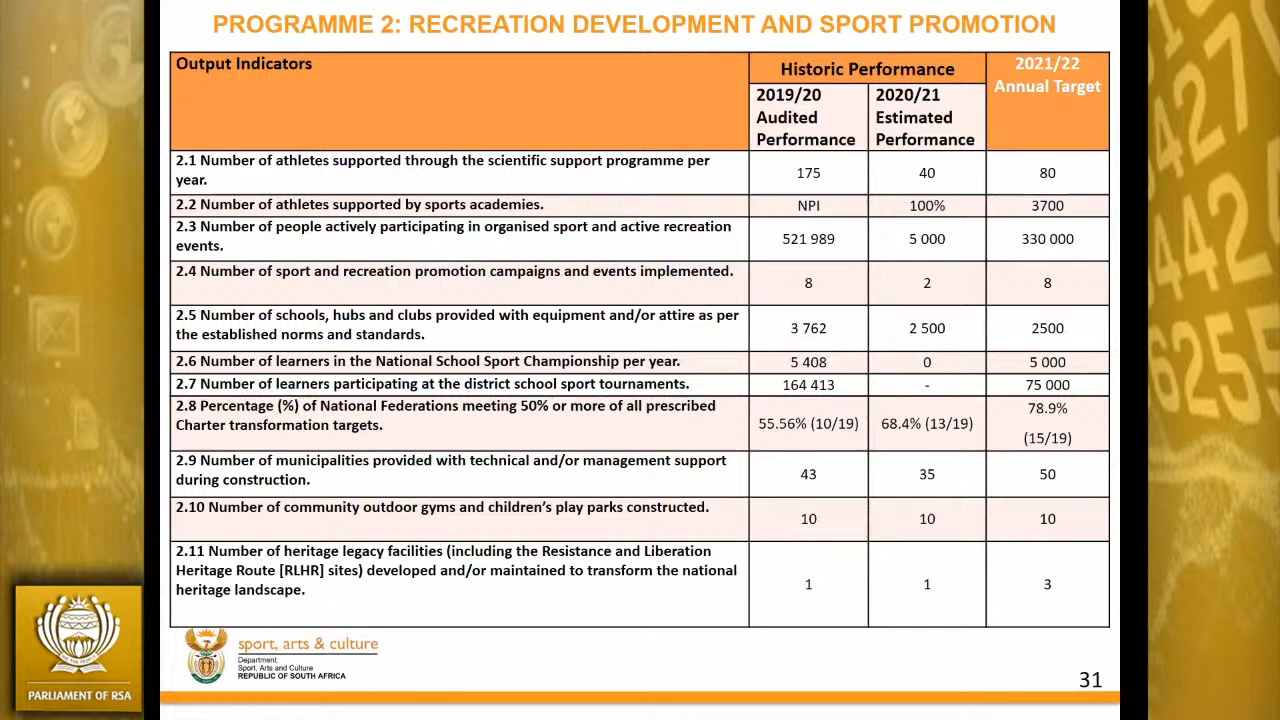 PROGRAMME 2: RECREATION DEVELOPMENT AND SPORT PROMOTION
Output Indicators
Historic Performance
2021/22
Annual Target
2019/20
Audited
Performance
2020/21
Estimated
Performance
2.1 Number of athletes supported through the scientific support programme per
year.
175
40
80
2.2 Number of athletes supported by sports academies.
NPI
100%
3700
2.3 Number of people actively participating in organised sport and active recreation
events.
521 989
5 000
330 000
2.4 Number of sport and recreation promotion campaigns and events implemented.
8
2
8
2.5 Number of schools, hubs and clubs provided with equipment and/or attire as per
the established norms and standards.
3 762
2 500
2500
2.6 Number of learners in the National School Sport Championship per year.
5 408
0
5 000
2.7 Number of learners participating at the district school sport tournaments.
164 413
-
75 000
2.8 Percentage (%) of National Federations meeting 50% or more of all prescribed
Charter transformation targets.
55.56% (10/19)
68.4% (13/19)
78.9%
(15/19)
2.9 Number of municipalities provided with technical and/or management support
during construction.
43
35
50
2.10 Number of community outdoor gyms and children's play parks constructed.
10
10
10
2.11 Number of heritage legacy facilities (including the Resistance and Liberation
Heritage Route [RLHR] sites) developed and/or maintained to transform the national
heritage landscape.
1
1
3
sport, arts & culture
Department:
Sport, Arts and Culture
REPUBLIC OF SOUTH AFRICA
31
PARLIAMENT OF RSA